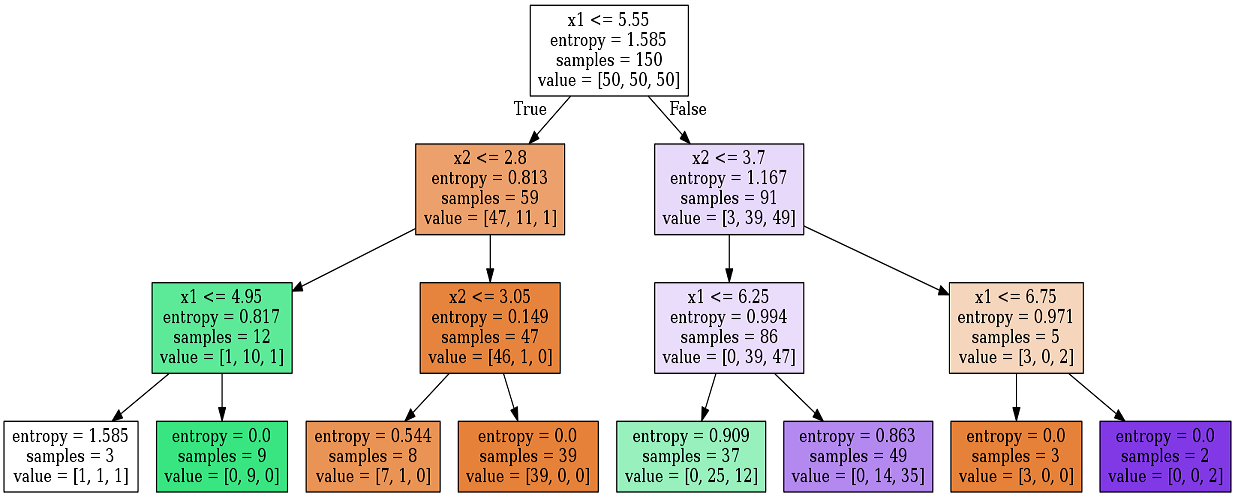 x1 <= 5.55
entropy = 1.585
samples = 150
value = [50, 50, 50]
True
False
x2 <= 2.8
entropy = 0.813
samples = 59
value = [47, 11, 1]
x2 <= 3.7
entropy = 1.167
samples = 91
value = [3, 39, 49]
x1 <= 4.95
entropy = 0.817
samples = 12
value = [1, 10, 1]
x2 <= 3.05
entropy = 0.149
samples = 47
value = [46, 1, 0]
x1 <= 6.25
entropy = 0.994
samples = 86
value = [0, 39, 47]
x1 <= 6.75
entropy = 0.971
samples = 5
value = [3, 0, 2]
entropy = 1.585
samples = 3
value = [1, 1, 1]
entropy = 0.0
samples = 9
value = [0, 9, 0]
entropy = 0.544
samples = 8
value = [7, 1, 0]
entropy = 0.0
samples = 39
value = [39, 0, 0]
entropy = 0.909
samples = 37
value = [0, 25, 12]
entropy = 0.863
samples = 49
value = [0, 14, 35]
entropy = 0.0
samples = 3
value = [3, 0, 0]
entropy = 0.0
samples = 2
value = [0, 0, 2]